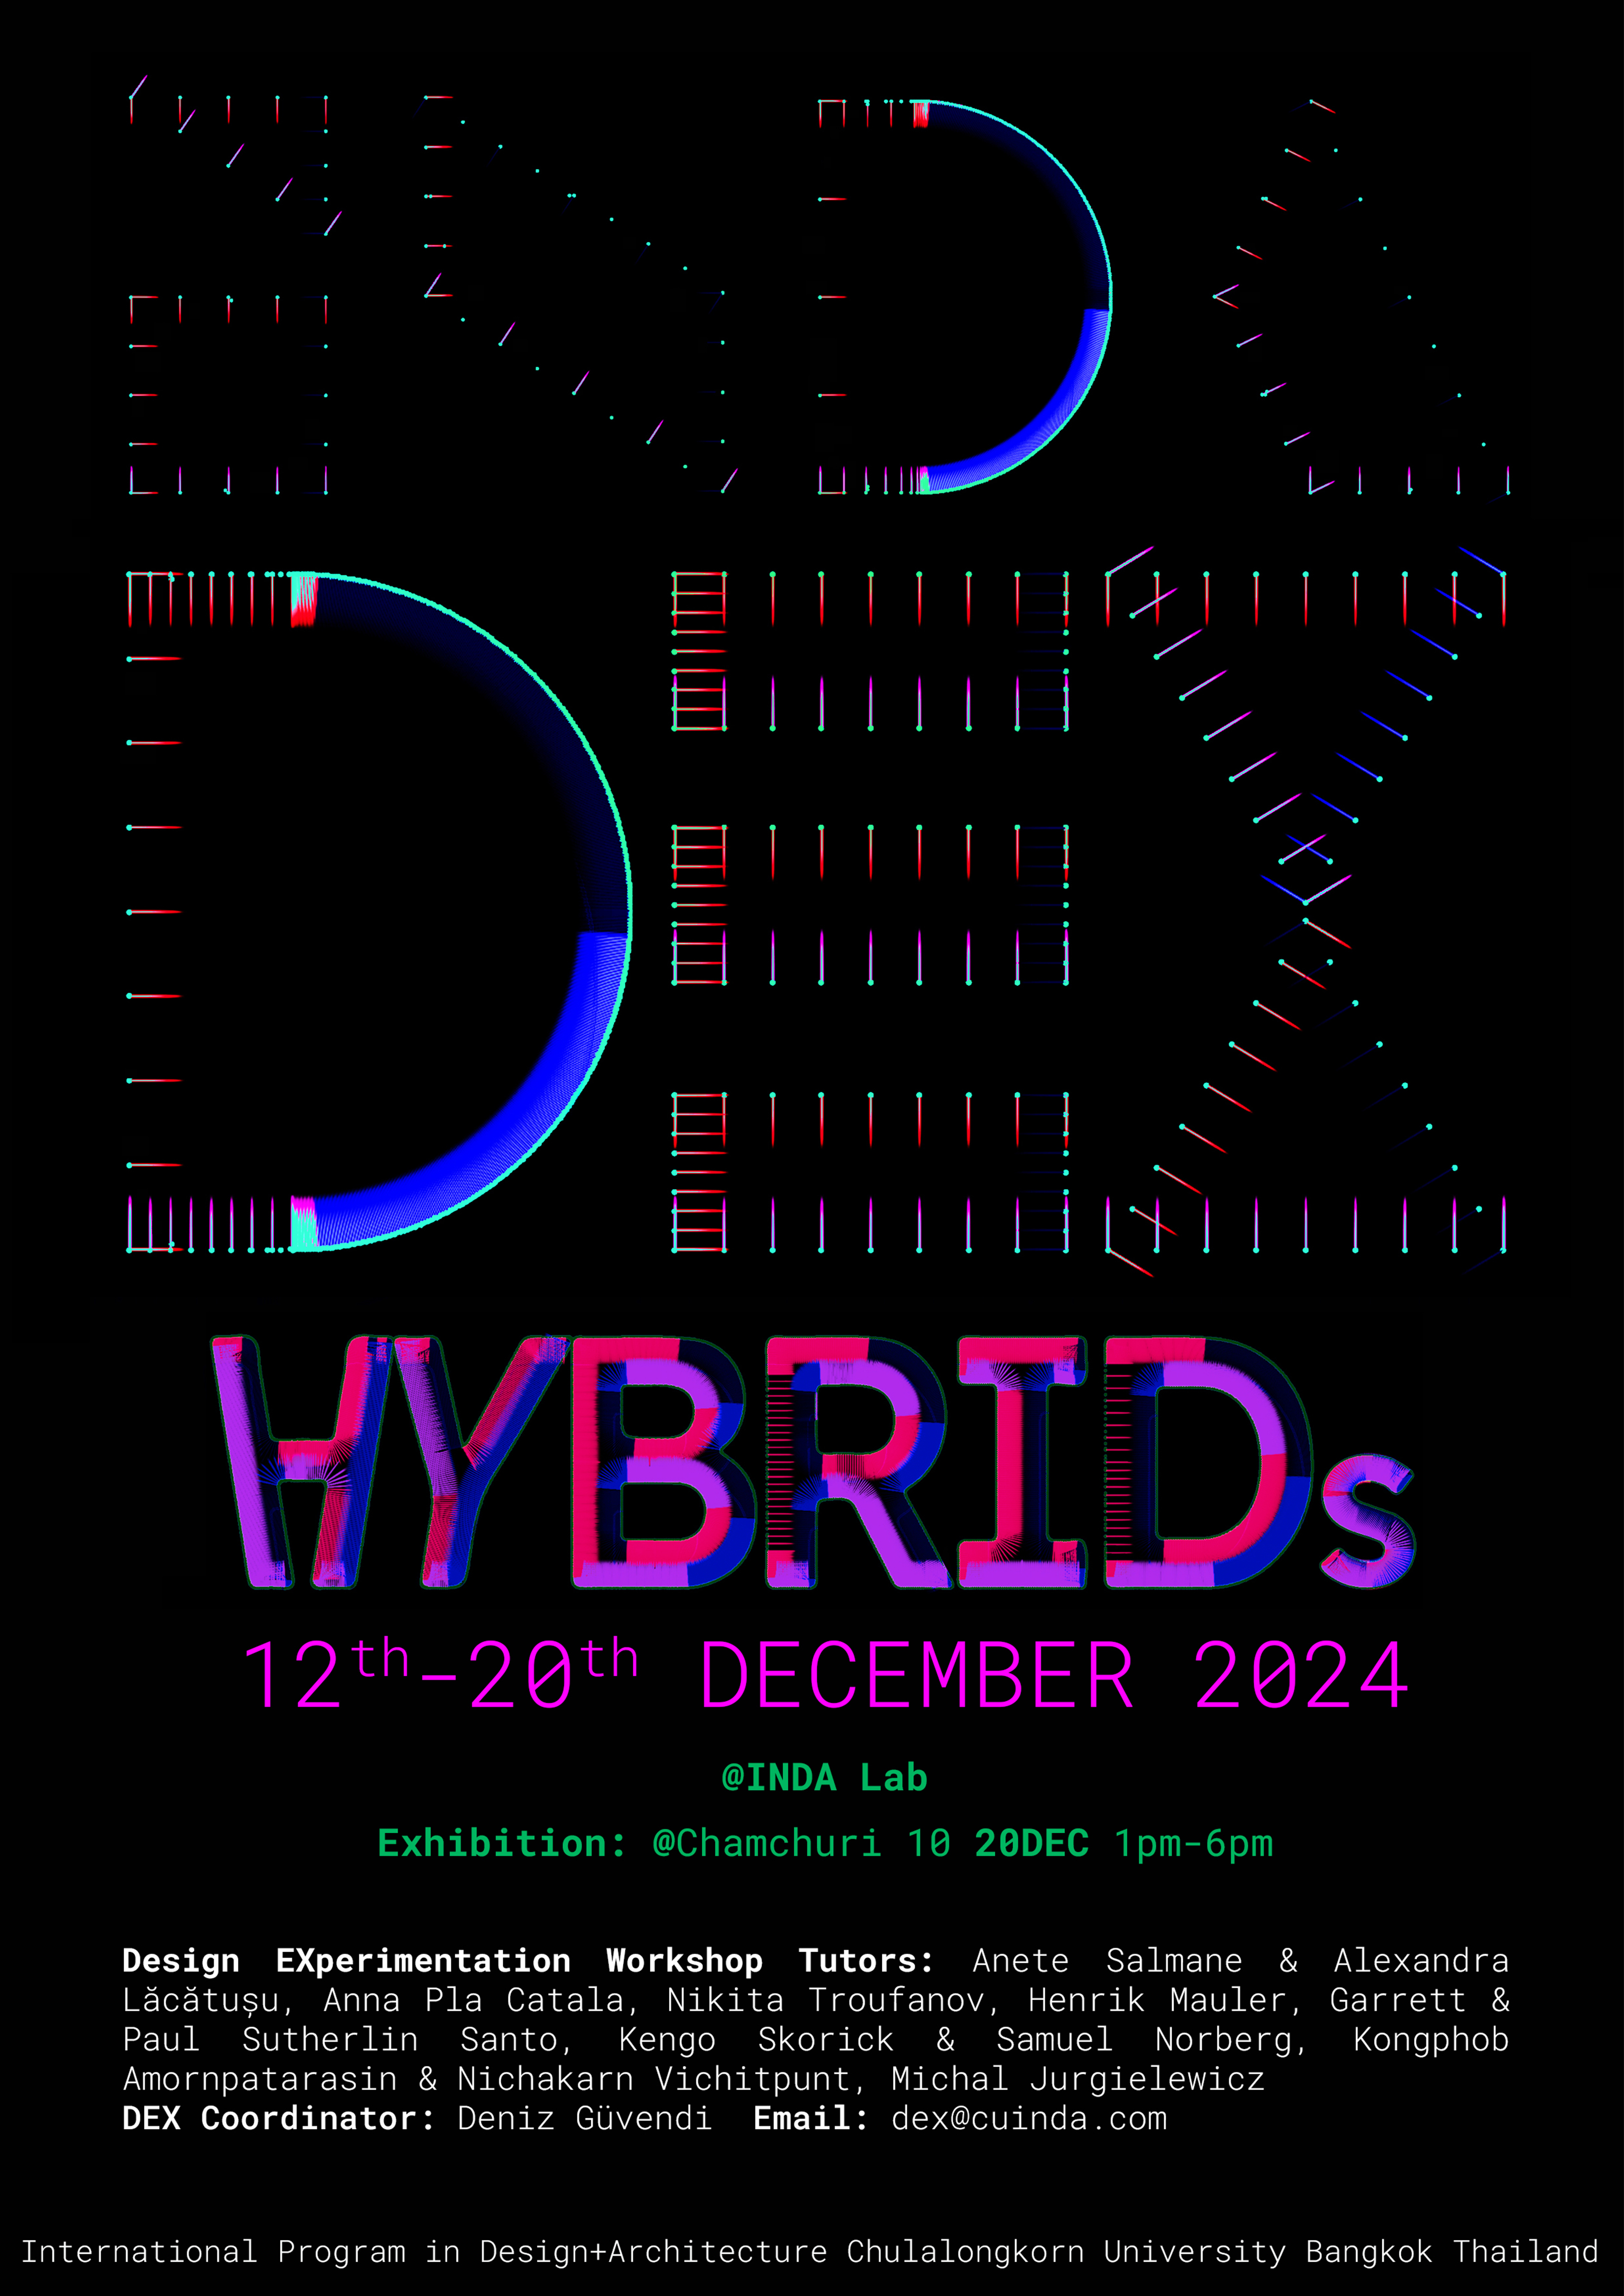 INDA
DEX
HYBRIDs
12th-20th DECEMBER 2024
@INDA Lab
Exhibition: @Chamchuri 10 20DEC 1pm-6pm
Design EXperimentation Workshop Tutors: Anete Salmane & Alexandra
Lăcătușu, Anna Pla Catala, Nikita Troufanov, Henrik Mauler, Garrett &
Paul Sutherlin Santo, Kengo Skorick & Samuel Norberg, Kongphob
Amornpatarasin & Nichakarn Vichitpunt, Michal Jurgielewicz
DEX Coordinator: Deniz Güvendi Email: dex@cuinda.com
International Program in Design+Architecture Chulalongkorn University Bangkok Thailand